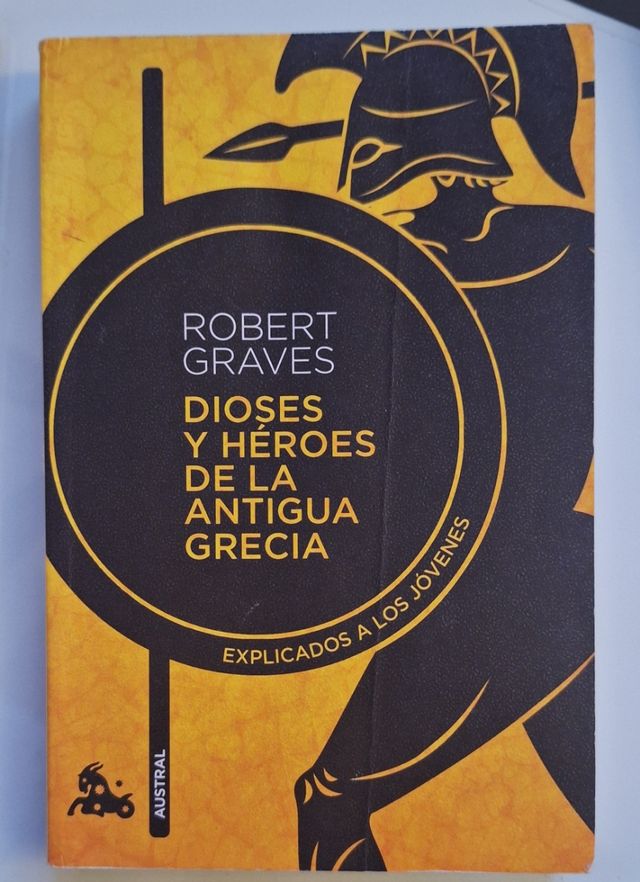 ROBERT
GRAVES
DIOSES
Y HÉROES
DE LA
ANTIGUA
GRECIA
EXPLICADOS A LOS JÓVENES
AUSTRAL